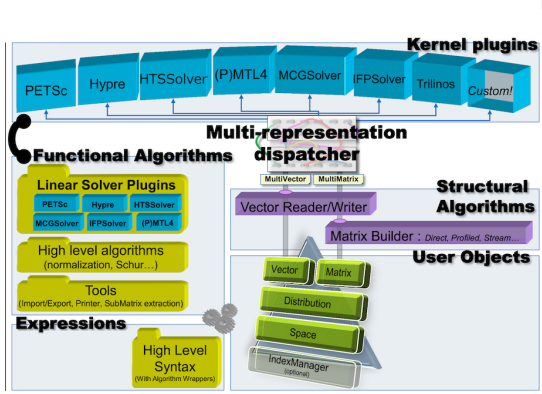 Kernel plugins
PETSc
Hypre
HTSSolver
(P)MTL4
MCGSolver
IFPSolver
Trilinos
Custom!
Multi-representation
dispatcher
MultiVector
MultiMatrix
Functional Algorithms
Linear Solver Plugins
PETSc
Hypre
HTSSolver
MCGSolver
IFPSolver
(P)MTL4
High level algorithms
(normalization, Schur...)
Tools
(Import/Export, Printer, SubMatrix extraction)
Structural
Algorithms
Vector Reader/Writer
Matrix Builder : Direct, Profiled, Stream...
User Objects
Vector
Matrix
Distribution
Space
IndexManager
(optional)
Expressions
High Level
Syntax
(With Algorithm Wrappers)